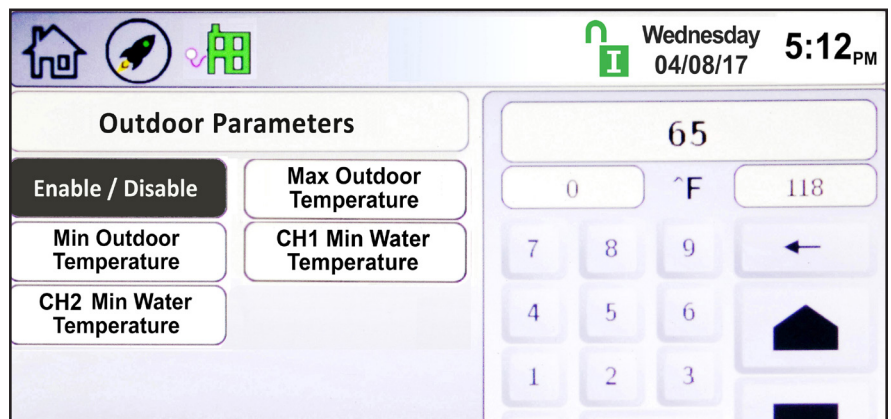 Wednesday
04/08/17
5:12PM
I
Outdoor Parameters
Enable / Disable
Max Outdoor
Temperature
Min Outdoor
Temperature
CH1 Min Water
Temperature
CH2 Min Water
Temperature
65
0 ^F 118
7 8 9
4 5 6
1 2 3